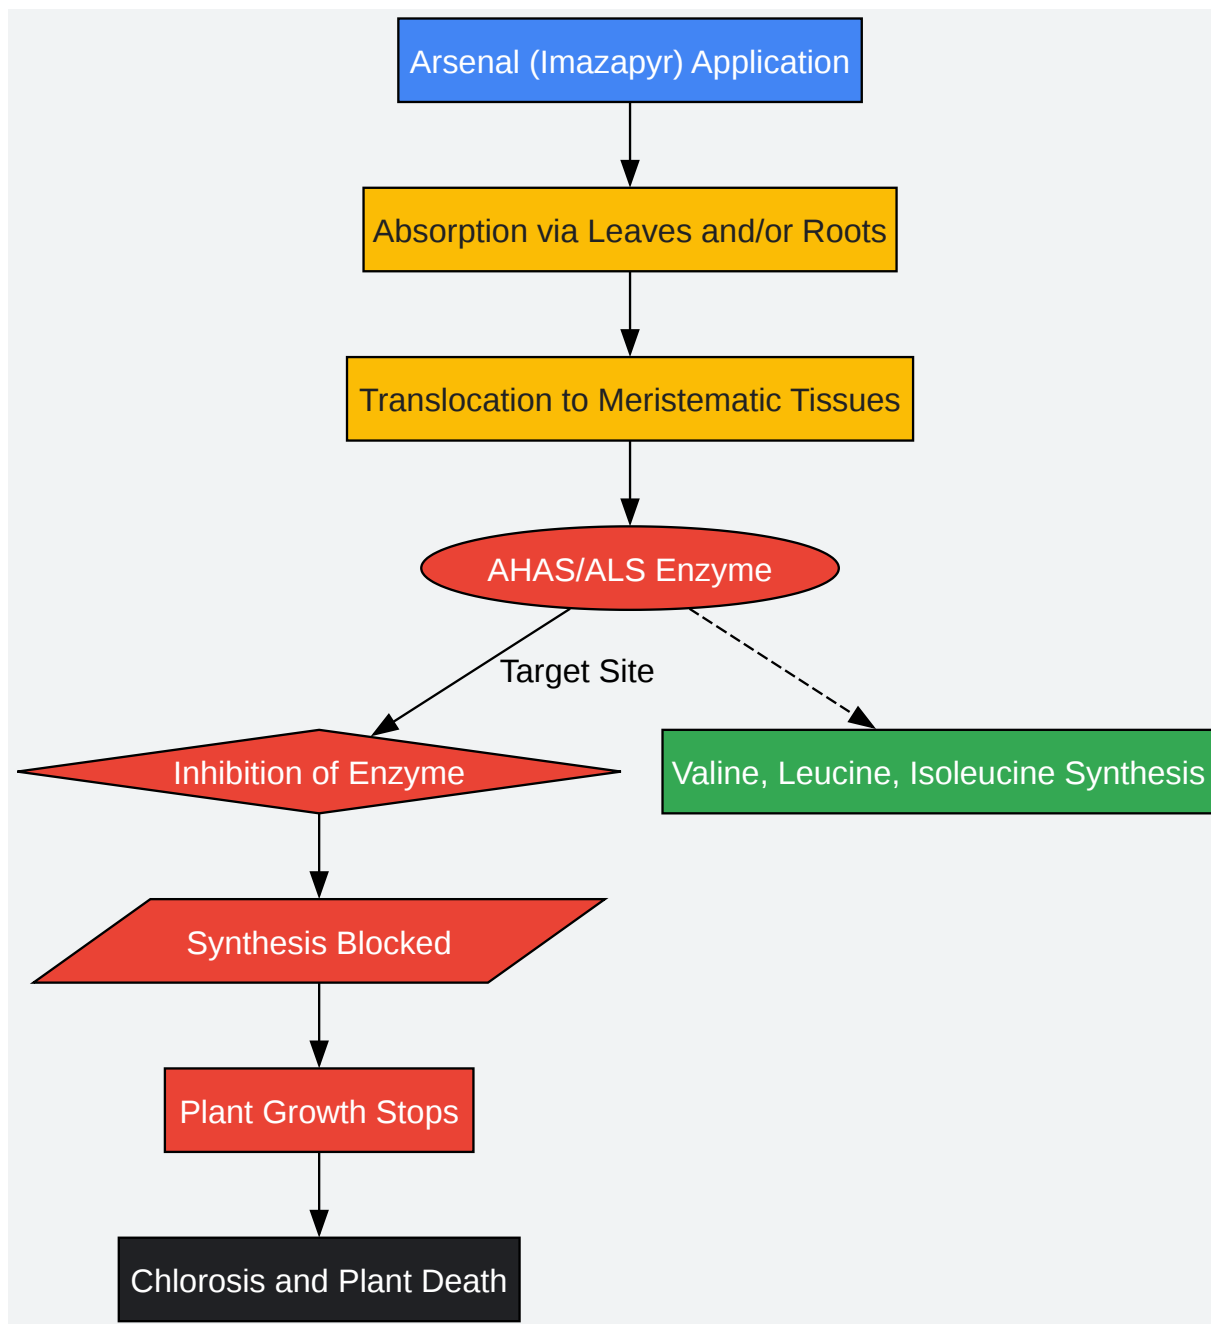 Arsenal (Imazapyr) Application
Absorption via Leaves and/or Roots
Translocation to Meristematic Tissues
AHAS/ALS Enzyme
Target Site
Inhibition of Enzyme
Valine, Leucine, Isoleucine Synthesis
Synthesis Blocked
Plant Growth Stops
Chlorosis and Plant Death